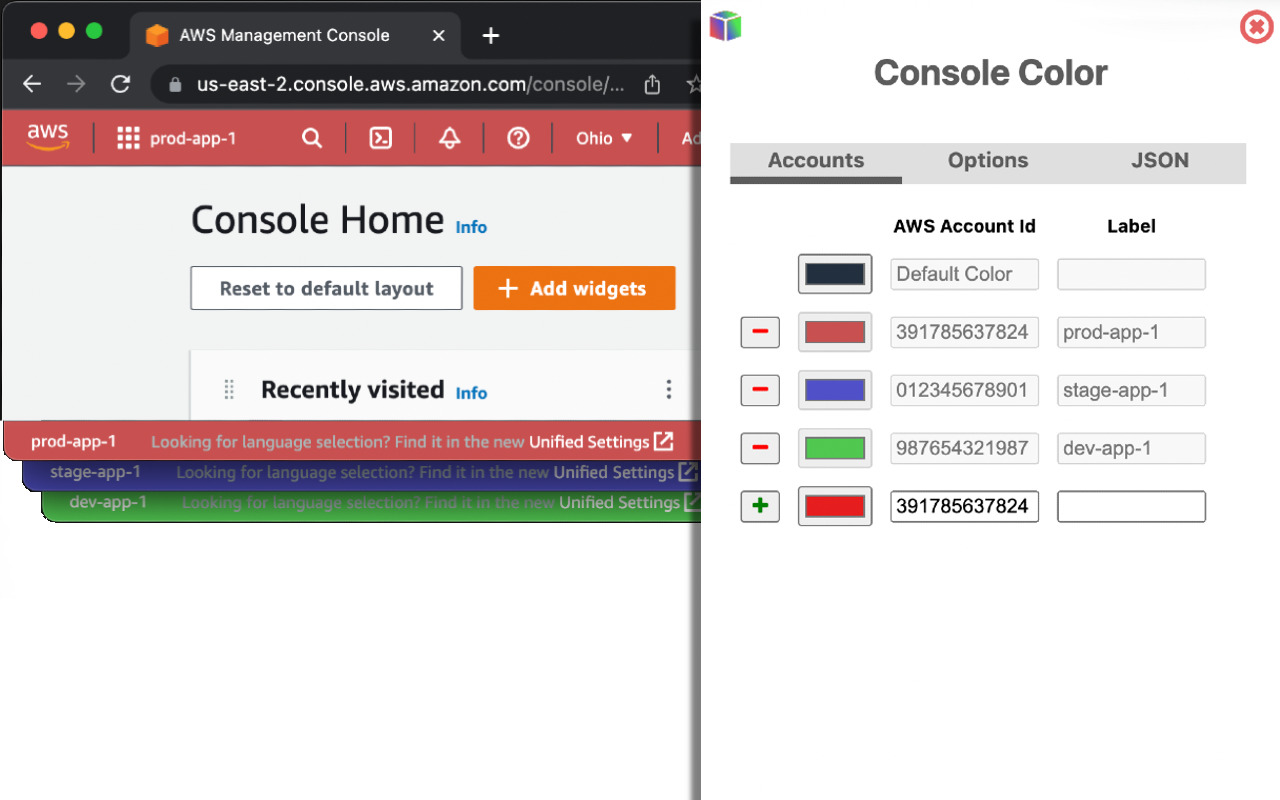 AWS Management Console
us-east-2.console.aws.amazon.com/console/...
aws prod-app-1 Ohio Ad
Console Home Info
Reset to default layout Add widgets
Recently visited Info
prod-app-1 Looking for language selection? Find it in the new Unified Settings
stage-app-1 Looking for language selection? Find it in the new Unified Settings
dev-app-1 Looking for language selection? Find it in the new Unified Settings
Console Color
Accounts Options JSON
AWS Account Id Label
Default Color
391785637824 prod-app-1
012345678901 stage-app-1
987654321987 dev-app-1
391785637824